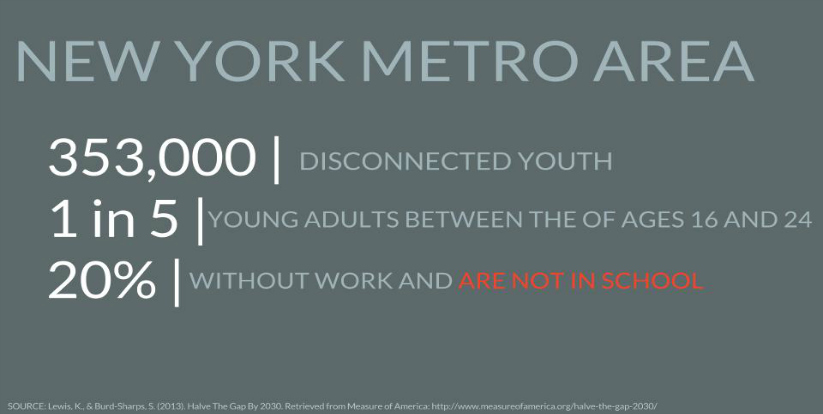 NEW YORK METRO AREA
353,000 | DISCONNECTED YOUTH
1 in 5 | YOUNG ADULTS BETWEEN THE OF AGES 16 AND 24
20% | WITHOUT WORK AND ARE NOT IN SCHOOL
SOURCE: Lewis, K., & Burd-Sharps, S. (2013). Halve The Gap By 2030. Retrieved from Measure of America: http://www.measureofamerica.org/halve-the-gap-2030/